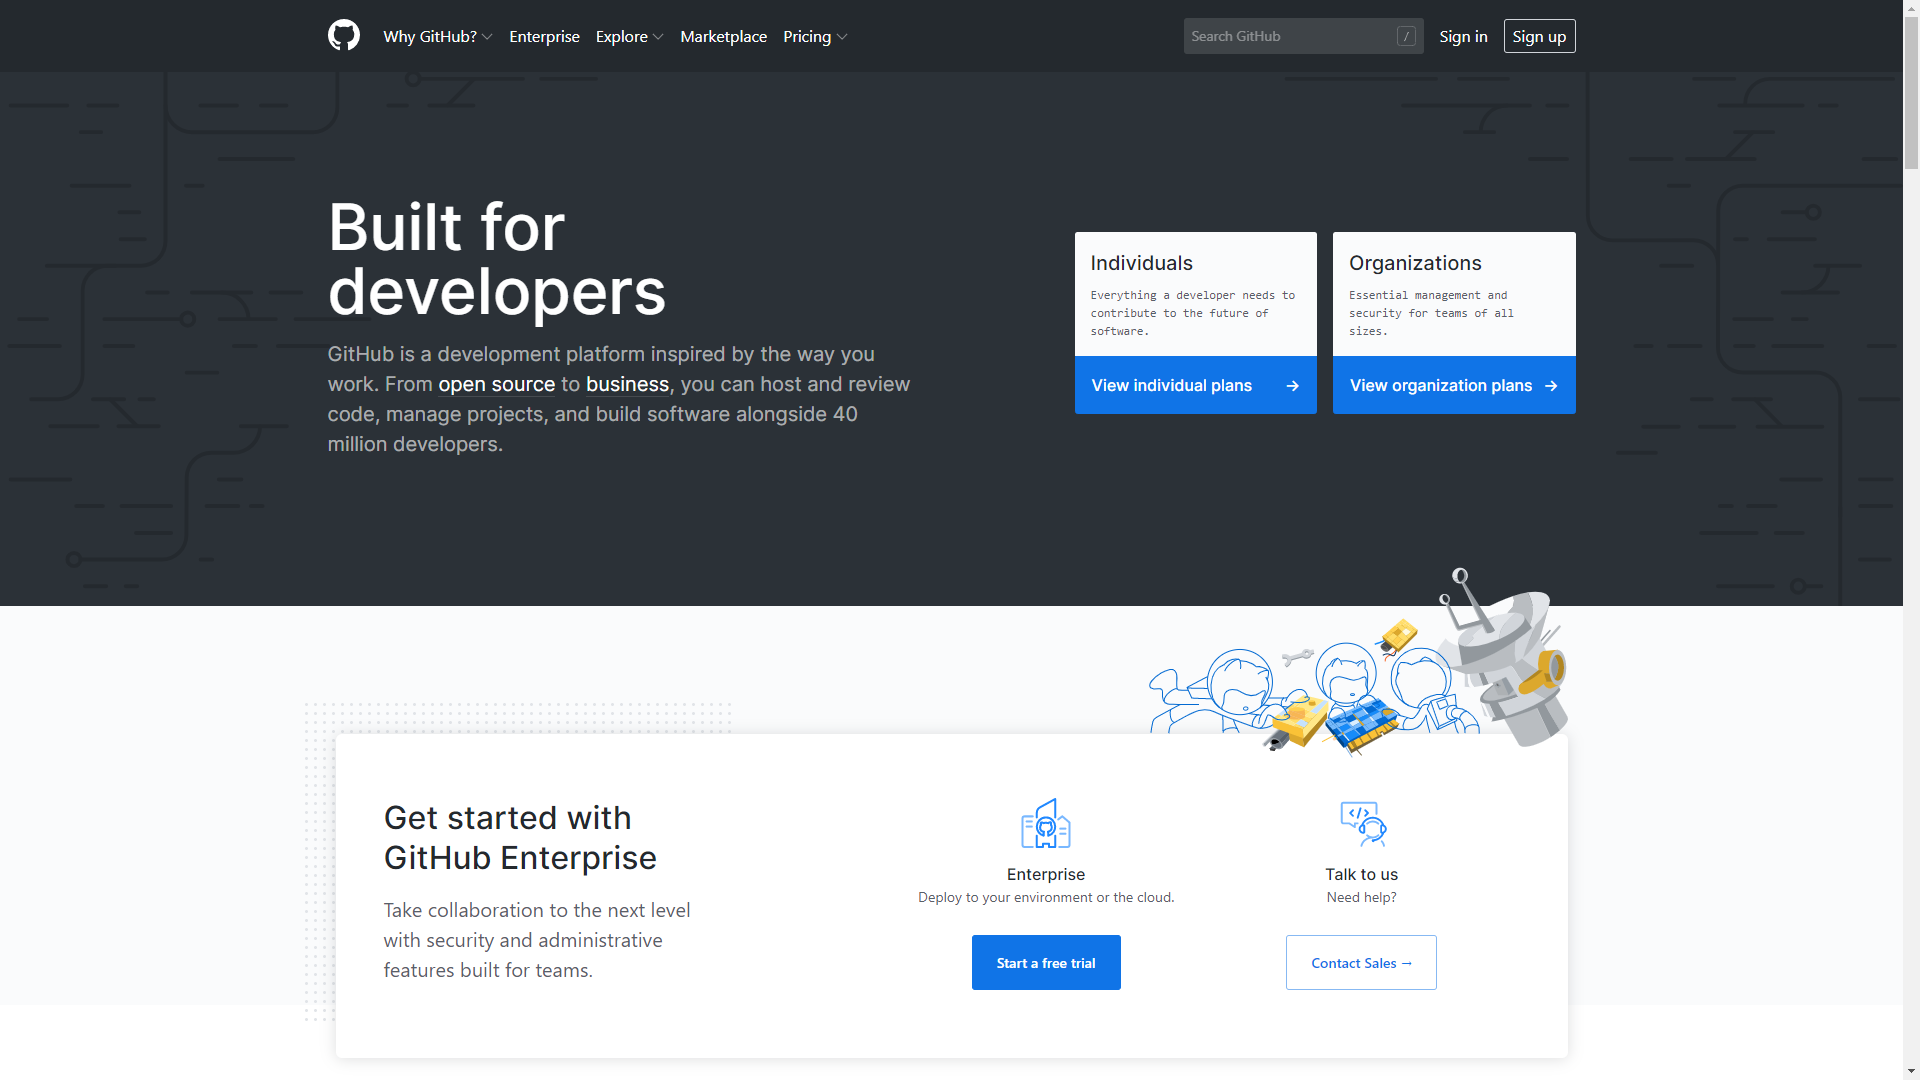 Why GitHub? Enterprise Explore Marketplace Pricing
Search GitHub /
Sign in
Sign up
Built for
developers
GitHub is a development platform inspired by the way you
work. From open source to business, you can host and review
code, manage projects, and build software alongside 40
million developers.
Individuals
Everything a developer needs to
contribute to the future of
software.
View individual plans →
Organizations
Essential management and
security for teams of all
sizes.
View organization plans →
Get started with
GitHub Enterprise
Take collaboration to the next level
with security and administrative
features built for teams.
Enterprise
Deploy to your environment or the cloud.
Start a free trial
Talk to us
Need help?
Contact Sales →